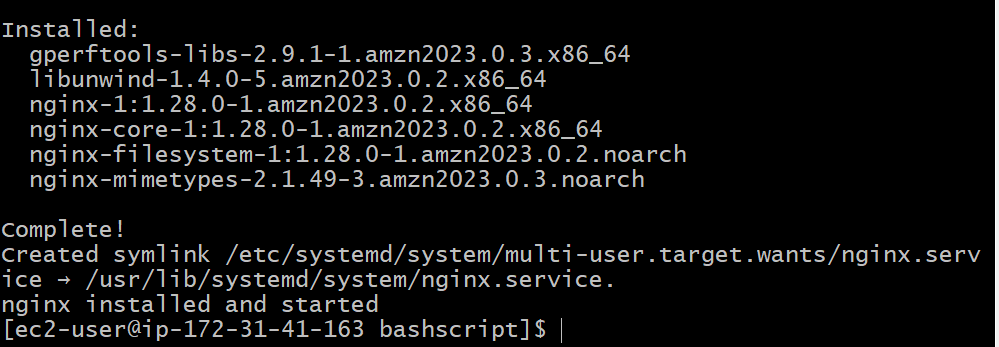 Installed:
  gperftools-libs-2.9.1-1.amzn2023.0.3.x86_64
  libunwind-1.4.0-5.amzn2023.0.2.x86_64
  nginx-1:1.28.0-1.amzn2023.0.2.x86_64
  nginx-core-1:1.28.0-1.amzn2023.0.2.x86_64
  nginx-filesystem-1:1.28.0-1.amzn2023.0.2.noarch
  nginx-mimetypes-2.1.49-3.amzn2023.0.3.noarch

Complete!
Created symlink /etc/systemd/system/multi-user.target.wants/nginx.serv
ice → /usr/lib/systemd/system/nginx.service.
nginx installed and started
[ec2-user@ip-172-31-41-163 bashscript]$